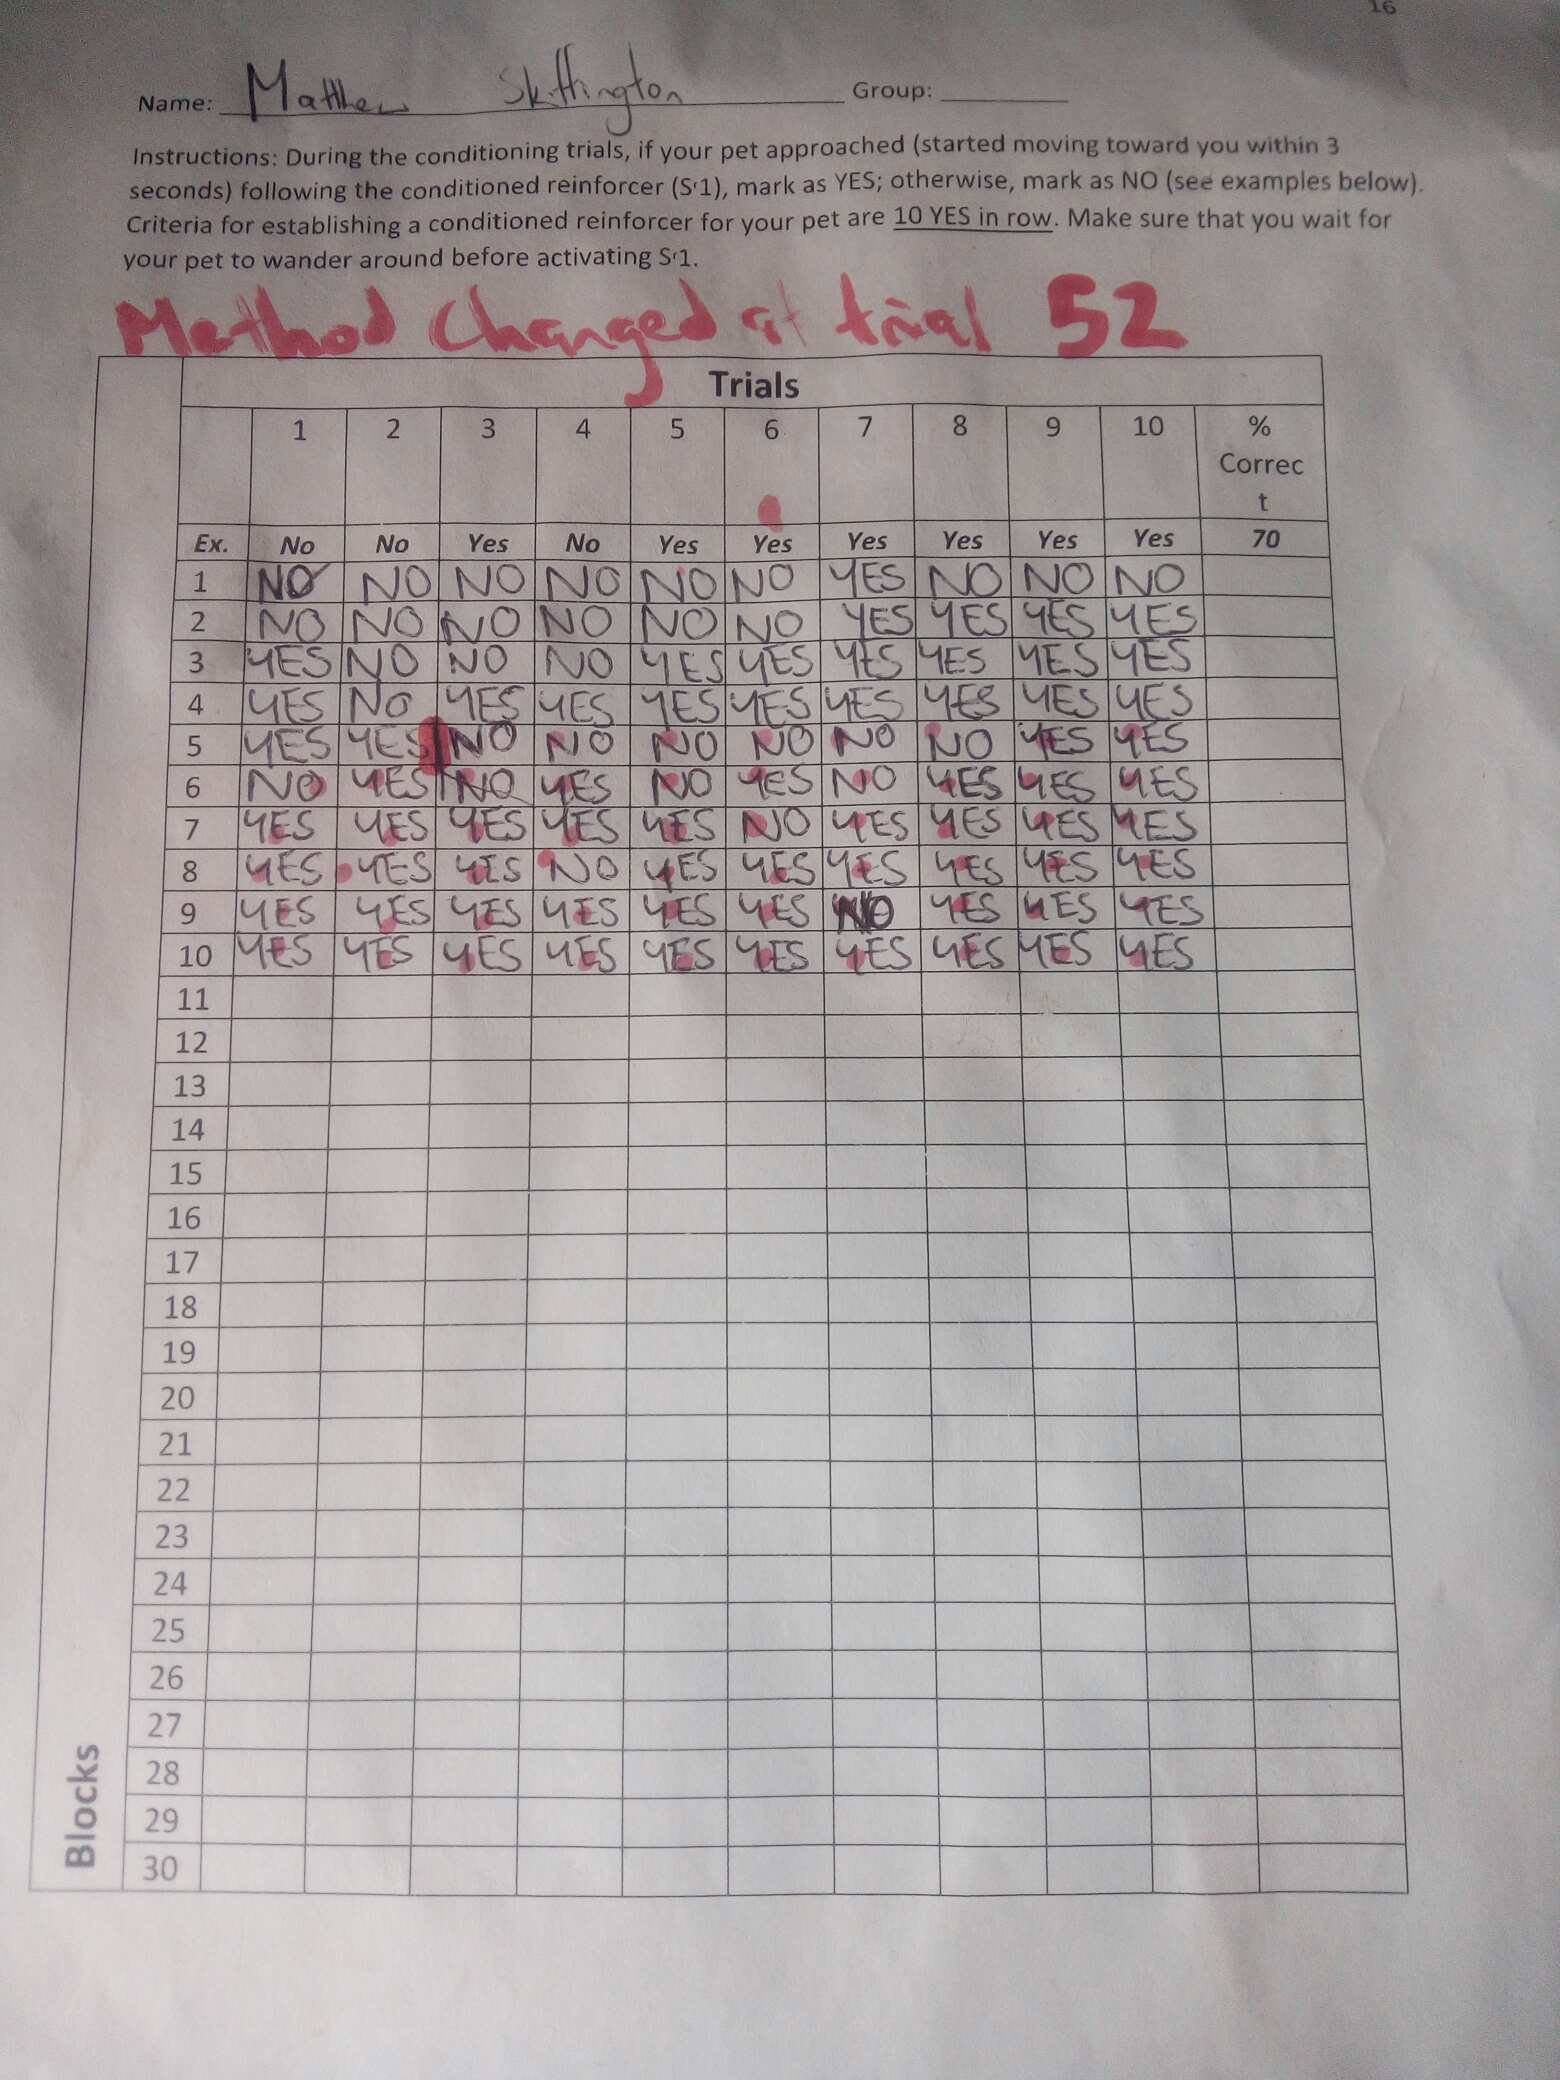 16
Name: Matthew Skiffington Group:
Instructions: During the conditioning trials, if your pet approached (started moving toward you within 3
seconds) following the conditioned reinforcer (Sʳ1), mark as YES; otherwise, mark as NO (see examples below).
Criteria for establishing a conditioned reinforcer for your pet are 10 YES in row. Make sure that you wait for
your pet to wander around before activating Sʳ1.
Method Changed at trial 52
Trials
1 2 3 4 5 6 7 8 9 10 %
Correc
t
Ex. No No Yes No Yes Yes Yes Yes Yes Yes 70
1 NO NO NO NO NO NO YES NO NO NO
2 NO NO NO NO NO NO YES YES YES YES
3 YES NO NO NO YES YES YES YES YES YES
4 YES NO YES YES YES YES YES YES YES YES
5 YES YES NO NO NO NO NO NO YES YES
6 NO YES NO YES NO YES NO YES YES YES
7 YES YES YES YES YES NO YES YES YES YES
8 YES YES YES NO YES YES YES YES YES YES
9 YES YES YES YES YES YES NO YES YES YES
10 YES YES YES YES YES YES YES YES YES YES
11
12
13
14
15
16
17
18
19
20
21
22
23
24
25
26
27
28
29
30
Blocks